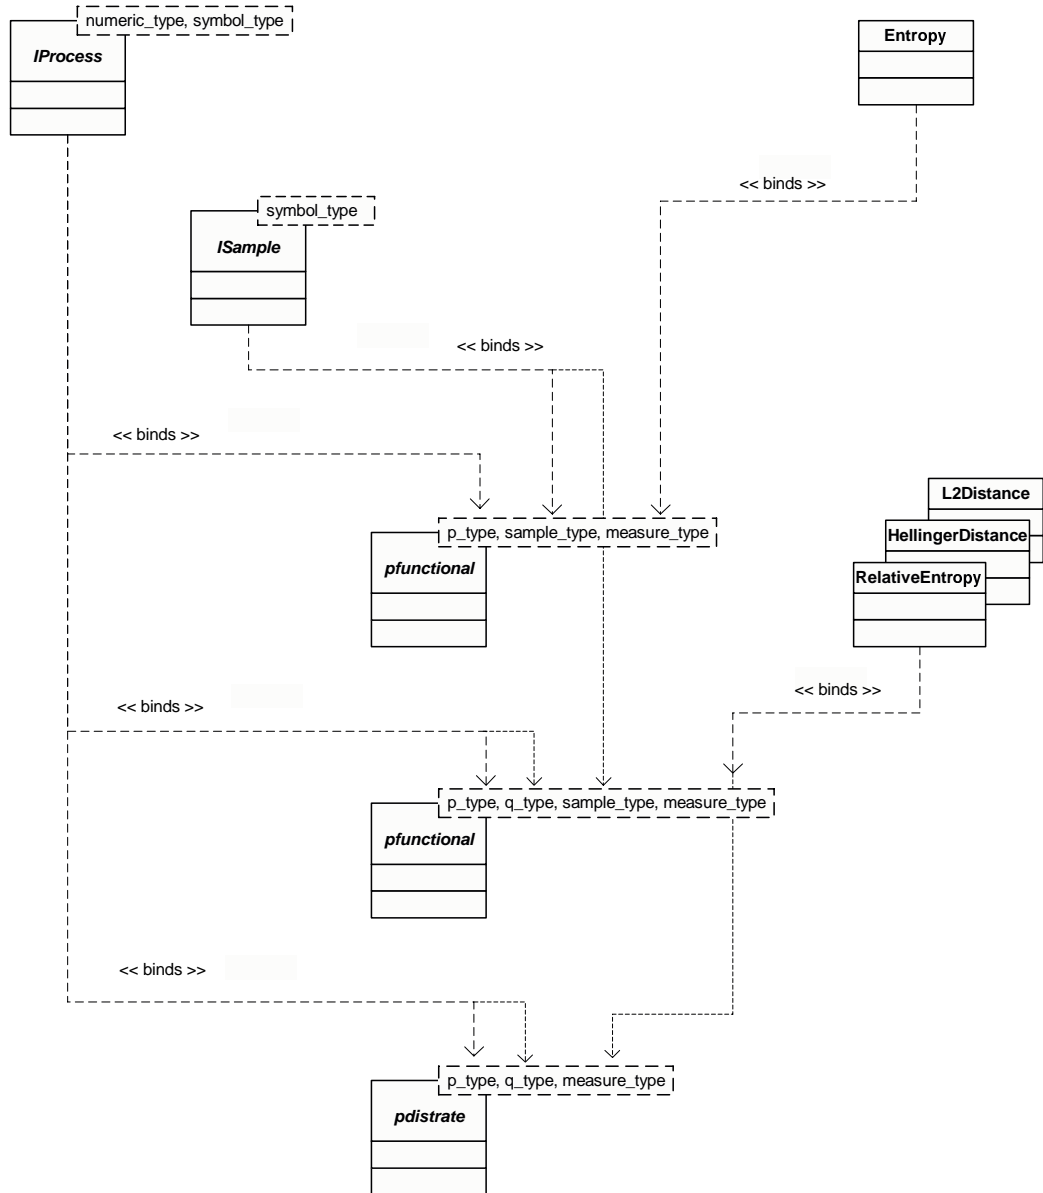 numeric_type, symbol_type
IProcess
Entropy
<< binds >>
symbol_type
ISample
<< binds >>
<< binds >>
L2Distance
p_type, sample_type, measure_type
HellingerDistance
pfunctional
RelativeEntropy
<< binds >>
<< binds >>
p_type, q_type, sample_type, measure_type
pfunctional
<< binds >>
p_type, q_type, measure_type
pdistrate